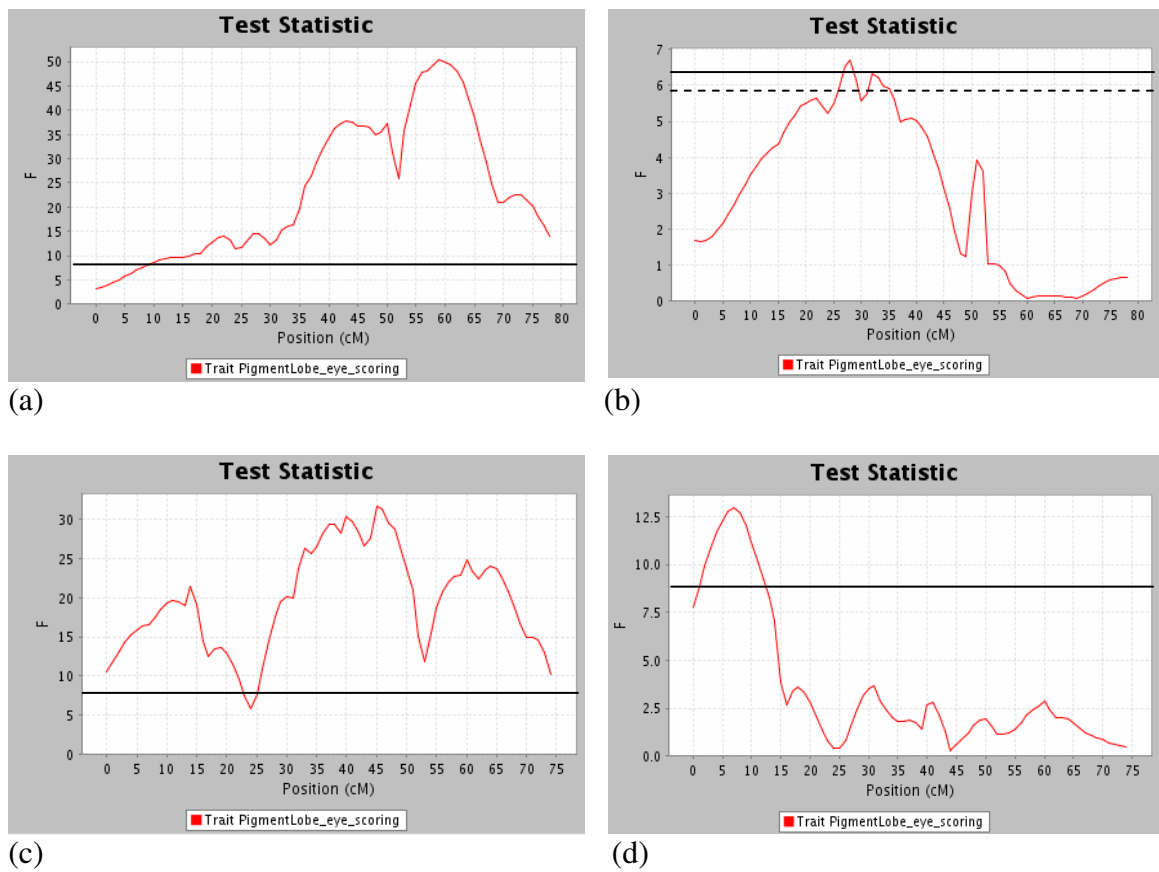 Test Statistic
F
50
45
40
35
30
25
20
15
10
5
0
0 5 10 15 20 25 30 35 40 45 50 55 60 65 70 75 80
Position (cM)
Trait PigmentLobe_eye_scoring
(a)
Test Statistic
F
7
6
5
4
3
2
1
0
0 5 10 15 20 25 30 35 40 45 50 55 60 65 70 75 80
Position (cM)
Trait PigmentLobe_eye_scoring
(b)
Test Statistic
F
30
25
20
15
10
5
0
0 5 10 15 20 25 30 35 40 45 50 55 60 65 70 75
Position (cM)
Trait PigmentLobe_eye_scoring
(c)
Test Statistic
F
12.5
10.0
7.5
5.0
2.5
0.0
0 5 10 15 20 25 30 35 40 45 50 55 60 65 70 75
Position (cM)
Trait PigmentLobe_eye_scoring
(d)